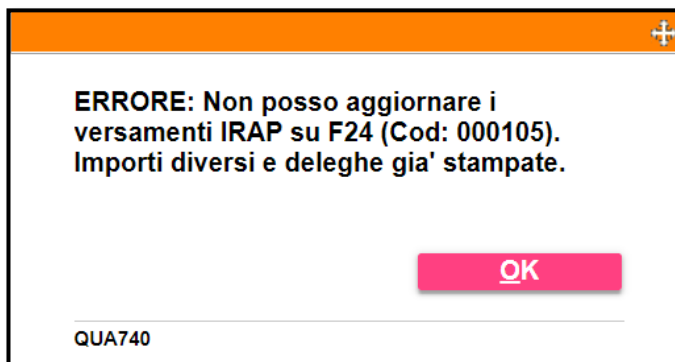 ERRORE: Non posso aggiornare i
versamenti IRAP su F24 (Cod: 000105).
Importi diversi e deleghe gia' stampate.
OK
QUA740